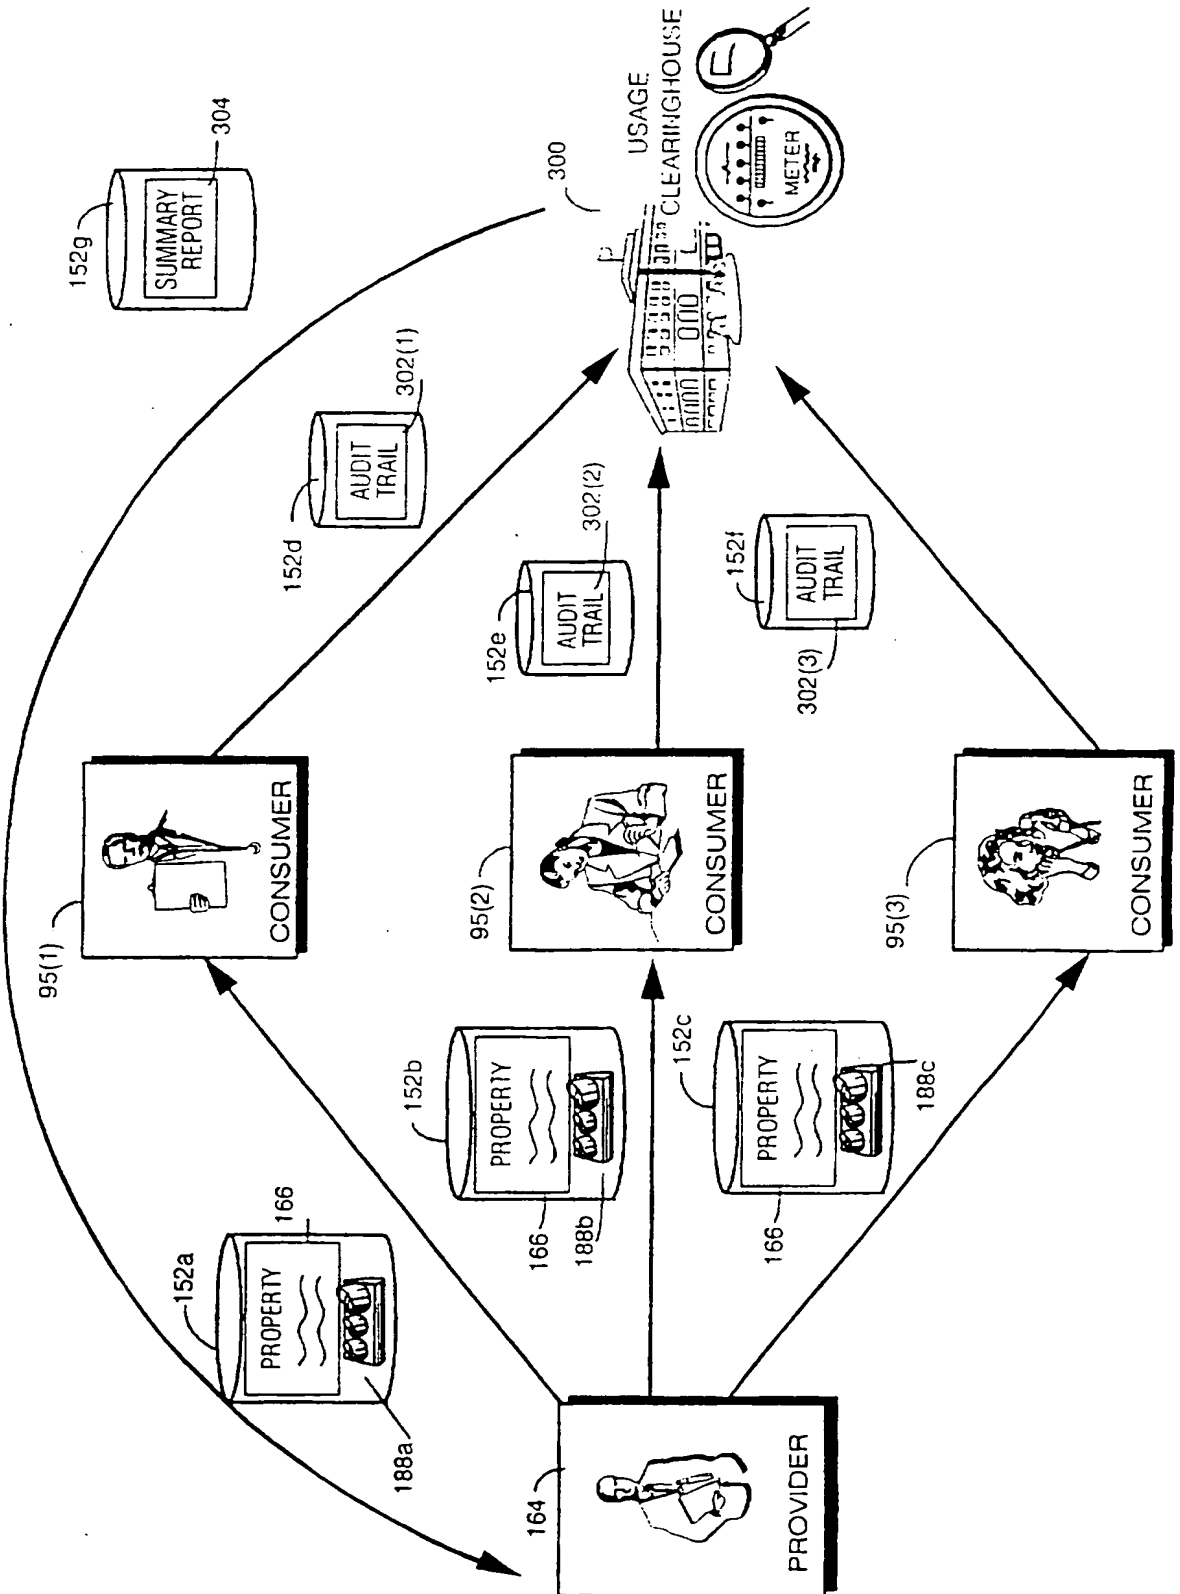 152g
SUMMARY
REPORT
304
300
USAGE
CLEARINGHOUSE
METER
152d
AUDIT
TRAIL
302(1)
152e
AUDIT
TRAIL
302(2)
152f
AUDIT
TRAIL
302(3)
95(1)
CONSUMER
95(2)
CONSUMER
95(3)
CONSUMER
152a
166
PROPERTY
188a
152b
PROPERTY
166
188b
152c
PROPERTY
166
188c
164
PROVIDER